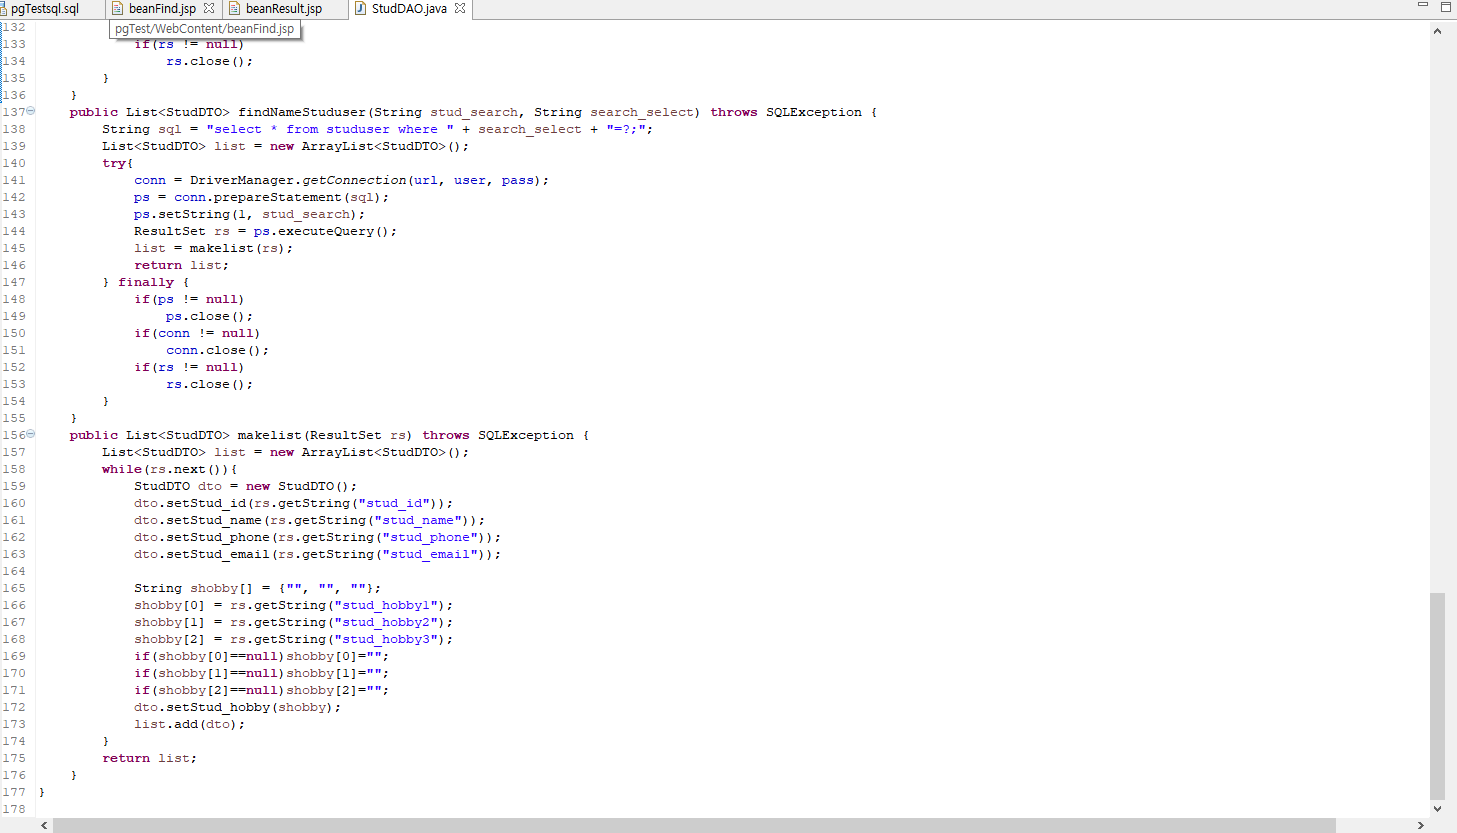 pgTestsql.sql beanFind.jsp beanResult.jsp StudDAO.java
pgTest/WebContent/beanFind.jsp
132
133 if(rs != null)
134 rs.close();
135 }
136 }
137 public List<StudDTO> findNameStuduser(String stud_search, String search_select) throws SQLException {
138 String sql = "select * from studuser where " + search_select + "=?;";
139 List<StudDTO> list = new ArrayList<StudDTO>();
140 try{
141 conn = DriverManager.getConnection(url, user, pass);
142 ps = conn.prepareStatement(sql);
143 ps.setString(1, stud_search);
144 ResultSet rs = ps.executeQuery();
145 list = makelist(rs);
146 return list;
147 } finally {
148 if(ps != null)
149 ps.close();
150 if(conn != null)
151 conn.close();
152 if(rs != null)
153 rs.close();
154 }
155 }
156 public List<StudDTO> makelist(ResultSet rs) throws SQLException {
157 List<StudDTO> list = new ArrayList<StudDTO>();
158 while(rs.next()){
159 StudDTO dto = new StudDTO();
160 dto.setStud_id(rs.getString("stud_id"));
161 dto.setStud_name(rs.getString("stud_name"));
162 dto.setStud_phone(rs.getString("stud_phone"));
163 dto.setStud_email(rs.getString("stud_email"));
164
165 String shobby[] = {"", "", ""};
166 shobby[0] = rs.getString("stud_hobby1");
167 shobby[1] = rs.getString("stud_hobby2");
168 shobby[2] = rs.getString("stud_hobby3");
169 if(shobby[0]==null)shobby[0]="";
170 if(shobby[1]==null)shobby[1]="";
171 if(shobby[2]==null)shobby[2]="";
172 dto.setStud_hobby(shobby);
173 list.add(dto);
174 }
175 return list;
176 }
177 }
178